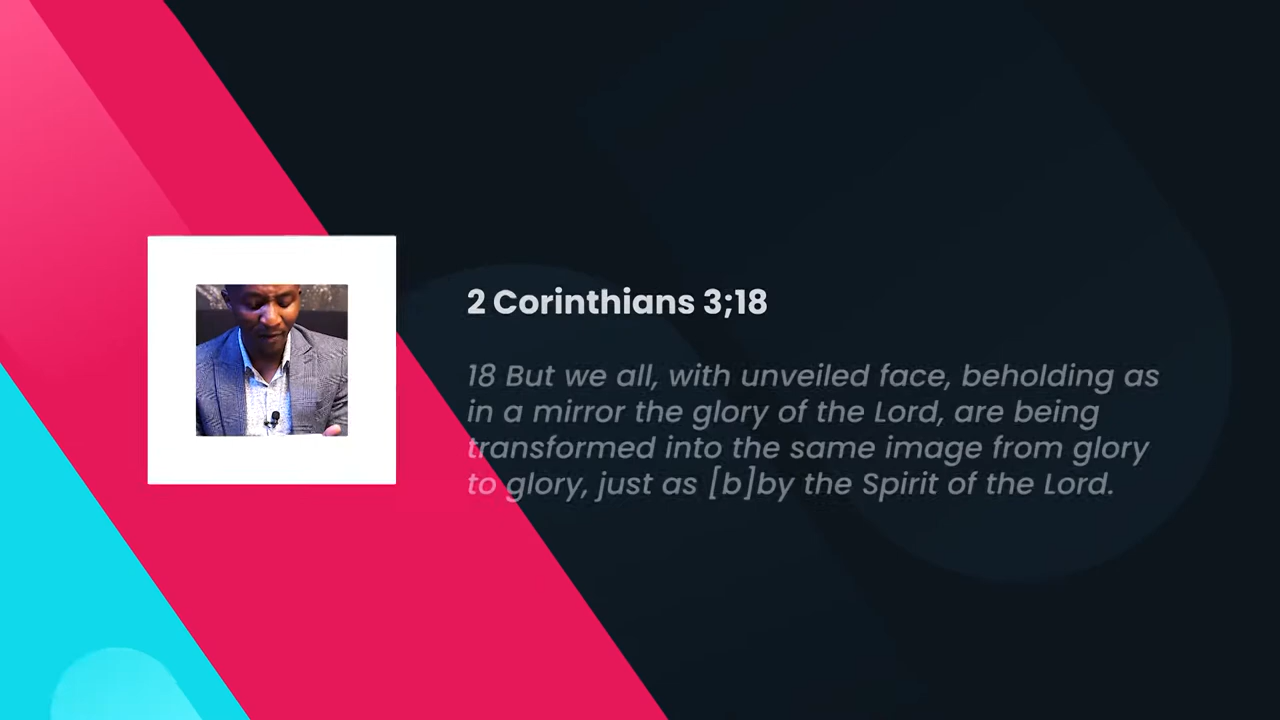 2 Corinthians 3;18
18 But we all, with unveiled face, beholding as
in a mirror the glory of the Lord, are being
transformed into the same image from glory
to glory, just as [b]by the Spirit of the Lord.